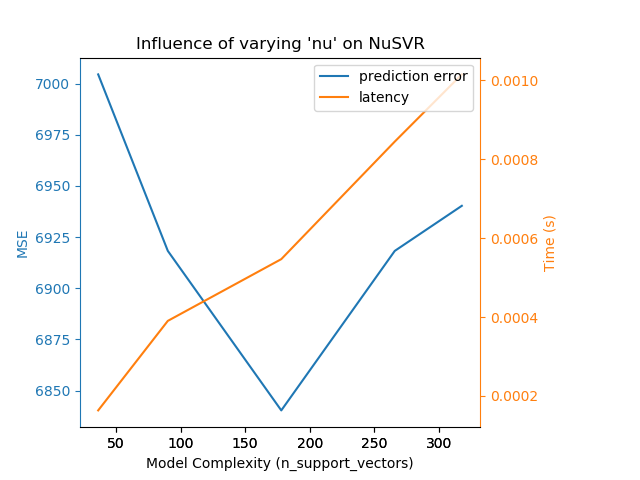 Influence of varying 'nu' on NuSVR
prediction error
latency
7000
6975
6950
6925
6900
6875
6850
MSE
0.0010
0.0008
0.0006
0.0004
0.0002
Time (s)
50 100 150 200 250 300
Model Complexity (n_support_vectors)